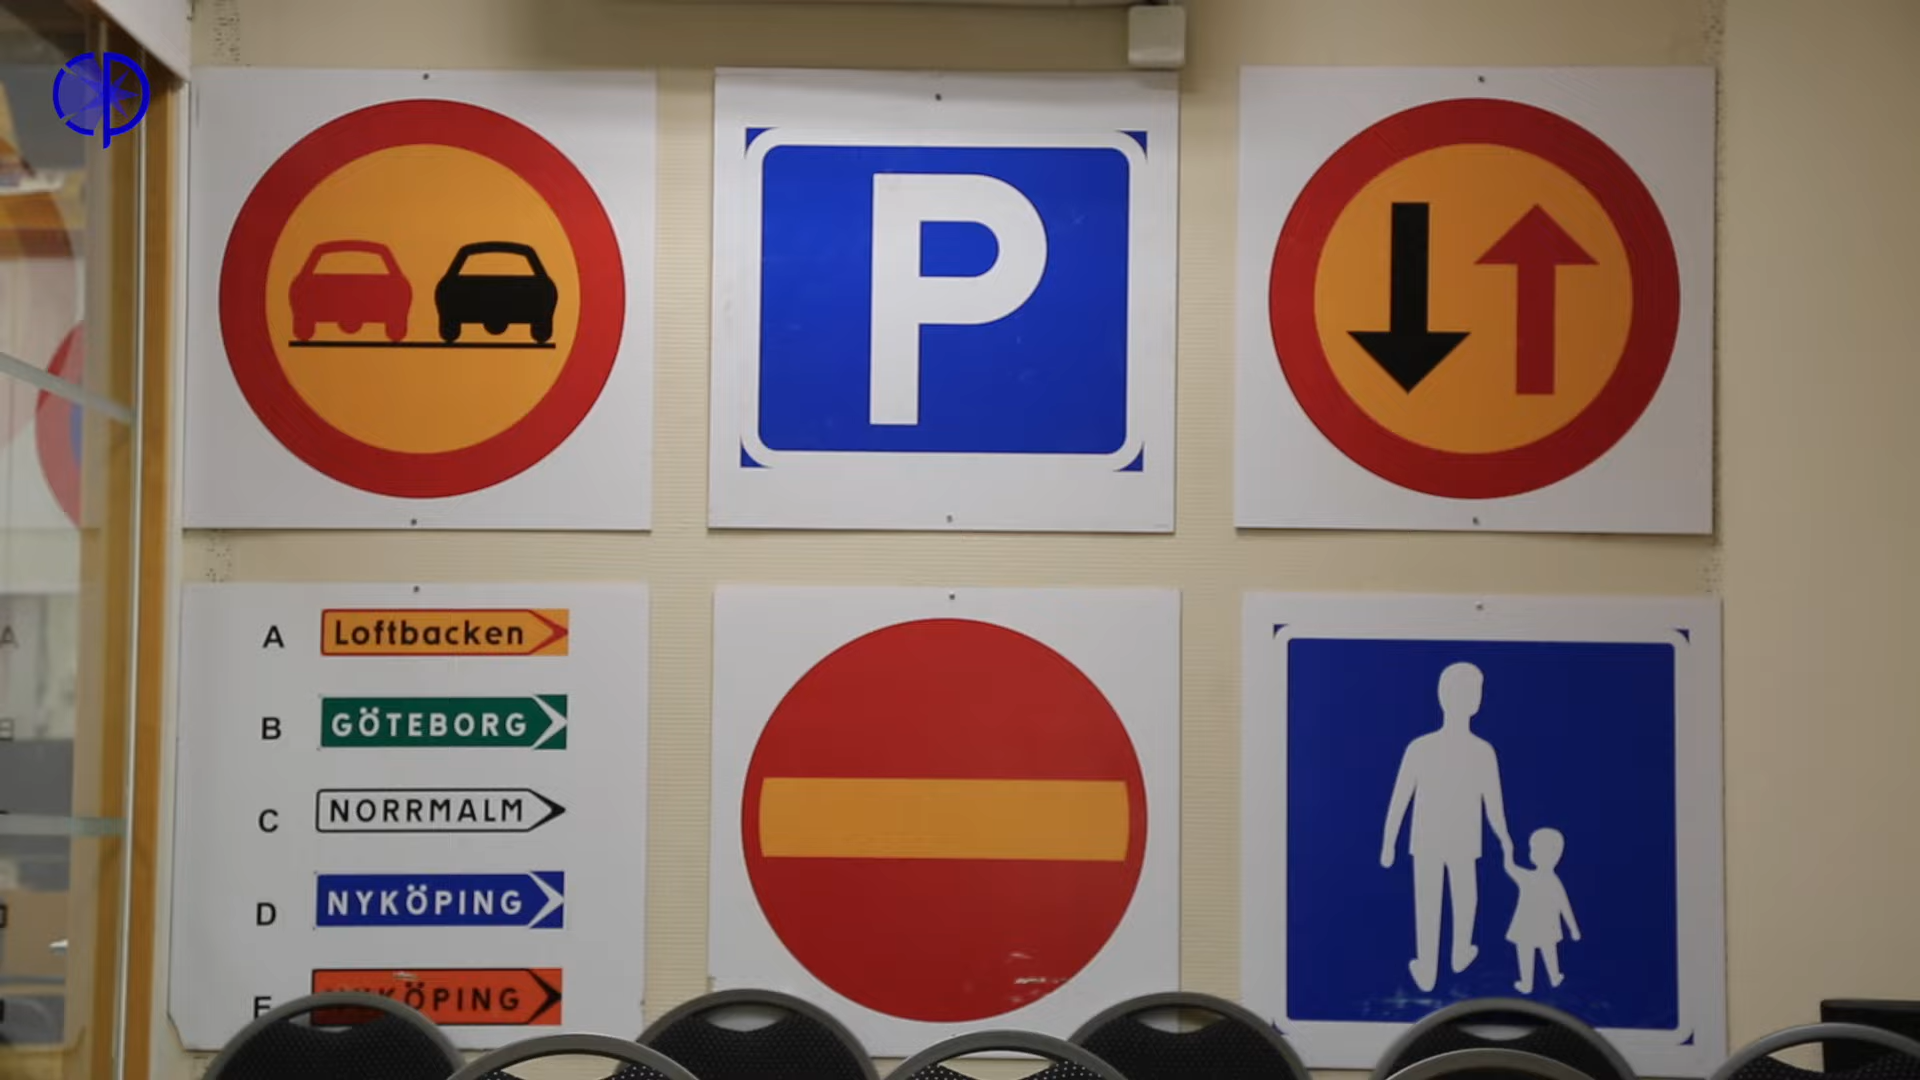 P
A Loftbacken
B GÖTEBORG
C NORRMALM
D NYKÖPING
E NYKÖPING